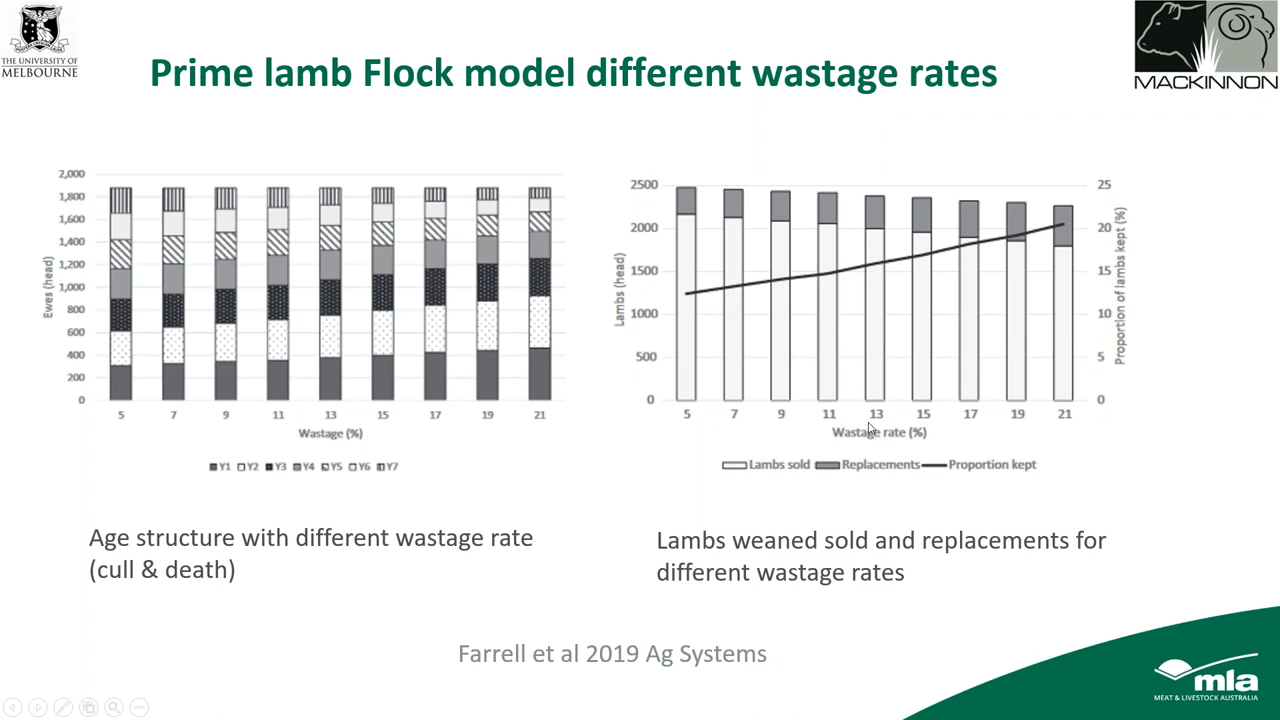 THE UNIVERSITY OF
MELBOURNE
MACKINNON
Prime lamb Flock model different wastage rates
Ewes (head)
2,000
1,800
1,600
1,400
1,200
1,000
800
600
400
200
0
5 7 9 11 13 15 17 19 21
Wastage (%)
Y1 Y2 Y3 Y4 Y5 Y6 Y7
Lambs (head)
2500
2000
1500
1000
500
0
25
20
15
10
5
0
Proportion of lambs kept (%)
5 7 9 11 13 15 17 19 21
Wastage rate (%)
Lambs sold Replacements Proportion kept
Age structure with different wastage rate
(cull & death)
Lambs weaned sold and replacements for
different wastage rates
Farrell et al 2019 Ag Systems
mla
MEAT & LIVESTOCK AUSTRALIA